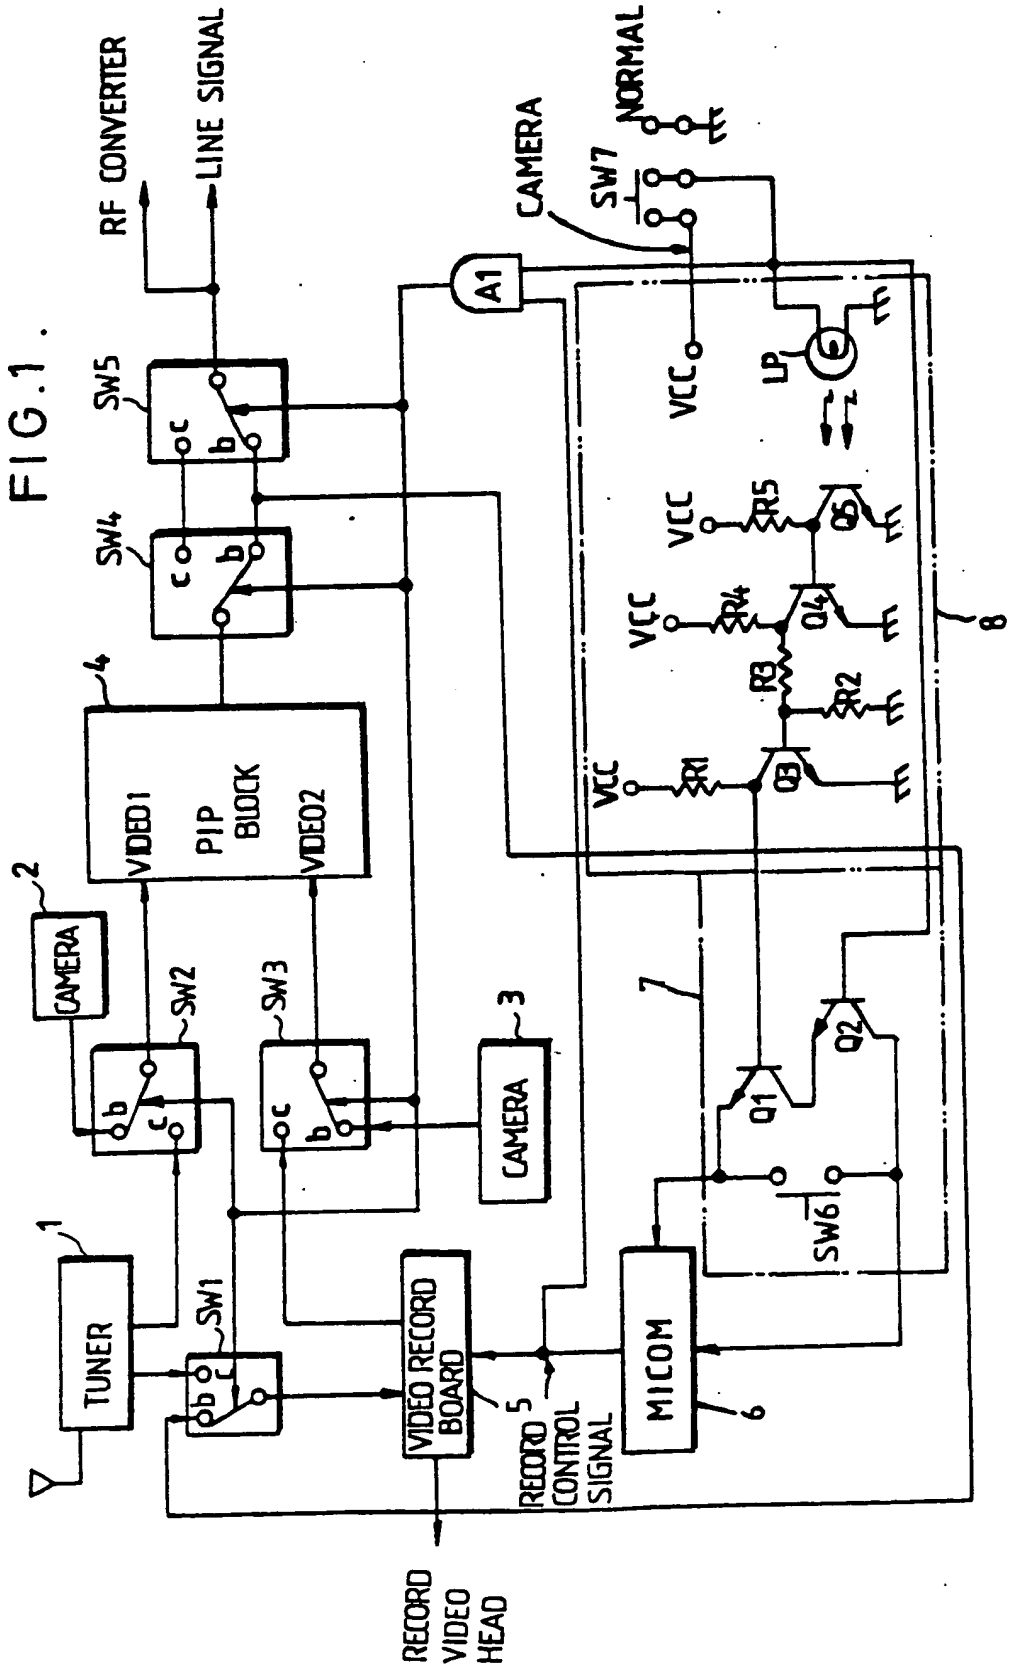 FIG.1.
RF CONVERTER
LINE SIGNAL
SW5
c
b
SW4
c
b
4
VIDEO1
PIP
BLOCK
VIDEO2
2
CAMERA
SW2
b
c
SW3
c
b
3
CAMERA
1
TUNER
SW1
b
c
VIDEO RECORD
BOARD
5
RECORD
VIDEO
HEAD
RECORD
CONTROL
SIGNAL
MICOM
6
A1
CAMERA
SW7
NORMAL
VCC
LP
VCC
R5
Q5
VCC
R4
Q4
R3
R2
VCC
R1
Q3
8
7
Q1
Q2
SW6